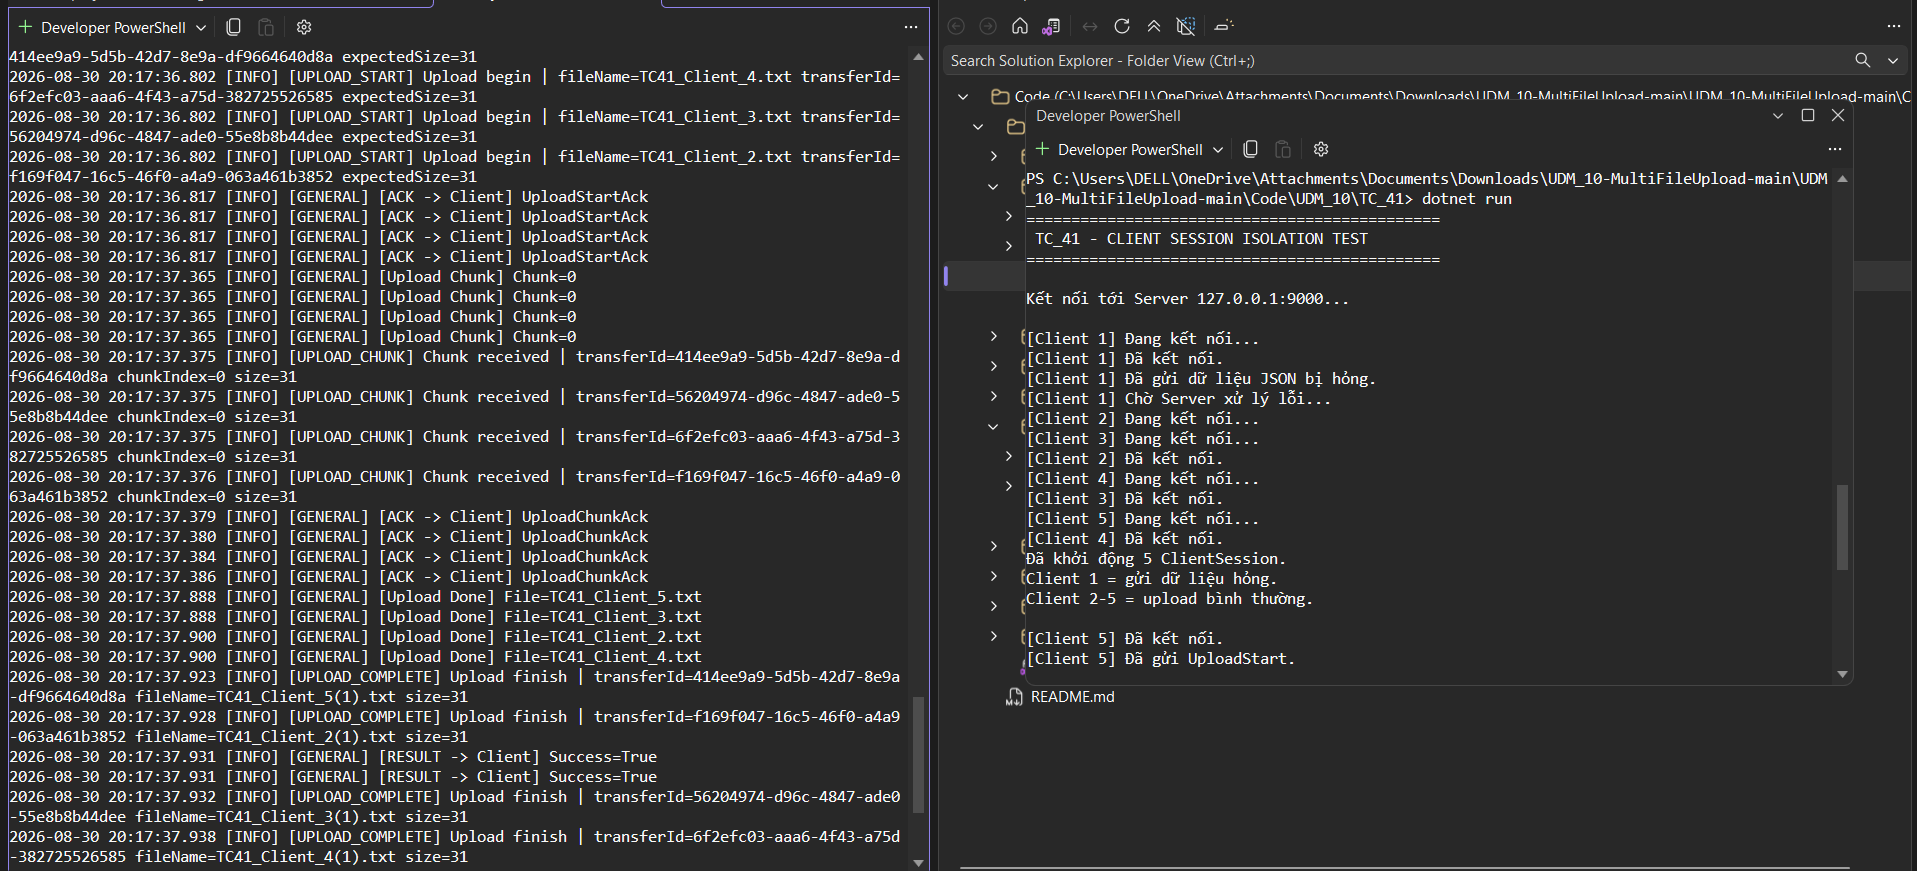 Developer PowerShell
414ee9a9-5d5b-42d7-8e9a-df9664640d8a expectedSize=31
2026-08-30 20:17:36.802 [INFO] [UPLOAD_START] Upload begin | fileName=TC41_Client_4.txt transferId=
6f2efc03-aaa6-4f43-a75d-382725526585 expectedSize=31
2026-08-30 20:17:36.802 [INFO] [UPLOAD_START] Upload begin | fileName=TC41_Client_3.txt transferId=
56204974-d96c-4847-ade0-55e8b8b44dee expectedSize=31
2026-08-30 20:17:36.802 [INFO] [UPLOAD_START] Upload begin | fileName=TC41_Client_2.txt transferId=
f169f047-16c5-46f0-a4a9-063a461b3852 expectedSize=31
2026-08-30 20:17:36.817 [INFO] [GENERAL] [ACK -> Client] UploadStartAck
2026-08-30 20:17:36.817 [INFO] [GENERAL] [ACK -> Client] UploadStartAck
2026-08-30 20:17:36.817 [INFO] [GENERAL] [ACK -> Client] UploadStartAck
2026-08-30 20:17:36.817 [INFO] [GENERAL] [ACK -> Client] UploadStartAck
2026-08-30 20:17:37.365 [INFO] [GENERAL] [Upload Chunk] Chunk=0
2026-08-30 20:17:37.365 [INFO] [GENERAL] [Upload Chunk] Chunk=0
2026-08-30 20:17:37.365 [INFO] [GENERAL] [Upload Chunk] Chunk=0
2026-08-30 20:17:37.365 [INFO] [GENERAL] [Upload Chunk] Chunk=0
2026-08-30 20:17:37.375 [INFO] [UPLOAD_CHUNK] Chunk received | transferId=414ee9a9-5d5b-42d7-8e9a-d
f9664640d8a chunkIndex=0 size=31
2026-08-30 20:17:37.375 [INFO] [UPLOAD_CHUNK] Chunk received | transferId=56204974-d96c-4847-ade0-5
5e8b8b44dee chunkIndex=0 size=31
2026-08-30 20:17:37.375 [INFO] [UPLOAD_CHUNK] Chunk received | transferId=6f2efc03-aaa6-4f43-a75d-3
82725526585 chunkIndex=0 size=31
2026-08-30 20:17:37.376 [INFO] [UPLOAD_CHUNK] Chunk received | transferId=f169f047-16c5-46f0-a4a9-0
63a461b3852 chunkIndex=0 size=31
2026-08-30 20:17:37.379 [INFO] [GENERAL] [ACK -> Client] UploadChunkAck
2026-08-30 20:17:37.380 [INFO] [GENERAL] [ACK -> Client] UploadChunkAck
2026-08-30 20:17:37.384 [INFO] [GENERAL] [ACK -> Client] UploadChunkAck
2026-08-30 20:17:37.386 [INFO] [GENERAL] [ACK -> Client] UploadChunkAck
2026-08-30 20:17:37.888 [INFO] [GENERAL] [Upload Done] File=TC41_Client_5.txt
2026-08-30 20:17:37.888 [INFO] [GENERAL] [Upload Done] File=TC41_Client_3.txt
2026-08-30 20:17:37.900 [INFO] [GENERAL] [Upload Done] File=TC41_Client_2.txt
2026-08-30 20:17:37.900 [INFO] [GENERAL] [Upload Done] File=TC41_Client_4.txt
2026-08-30 20:17:37.923 [INFO] [UPLOAD_COMPLETE] Upload finish | transferId=414ee9a9-5d5b-42d7-8e9a
-df9664640d8a fileName=TC41_Client_5(1).txt size=31
2026-08-30 20:17:37.928 [INFO] [UPLOAD_COMPLETE] Upload finish | transferId=f169f047-16c5-46f0-a4a9
-063a461b3852 fileName=TC41_Client_2(1).txt size=31
2026-08-30 20:17:37.931 [INFO] [GENERAL] [RESULT -> Client] Success=True
2026-08-30 20:17:37.931 [INFO] [GENERAL] [RESULT -> Client] Success=True
2026-08-30 20:17:37.932 [INFO] [UPLOAD_COMPLETE] Upload finish | transferId=56204974-d96c-4847-ade0
-55e8b8b44dee fileName=TC41_Client_3(1).txt size=31
2026-08-30 20:17:37.938 [INFO] [UPLOAD_COMPLETE] Upload finish | transferId=6f2efc03-aaa6-4f43-a75d
-382725526585 fileName=TC41_Client_4(1).txt size=31
Search Solution Explorer - Folder View (Ctrl+;)
Code (C:\Users\DELL\OneDrive\Attachments\Documents\Downloads\UDM_10-MultiFileUpload-main\UDM_10-MultiFileUpload-main\C
Developer PowerShell
Developer PowerShell
PS C:\Users\DELL\OneDrive\Attachments\Documents\Downloads\UDM_10-MultiFileUpload-main\UDM
_10-MultiFileUpload-main\Code\UDM_10\TC_41> dotnet run
==============================================
TC_41 - CLIENT SESSION ISOLATION TEST
==============================================
Kết nối tới Server 127.0.0.1:9000...
[Client 1] Đang kết nối...
[Client 1] Đã kết nối.
[Client 1] Đã gửi dữ liệu JSON bị hỏng.
[Client 1] Chờ Server xử lý lỗi...
[Client 2] Đang kết nối...
[Client 3] Đang kết nối...
[Client 2] Đã kết nối.
[Client 4] Đang kết nối...
[Client 3] Đã kết nối.
[Client 5] Đang kết nối...
[Client 4] Đã kết nối.
Đã khởi động 5 ClientSession.
Client 1 = gửi dữ liệu hỏng.
Client 2-5 = upload bình thường.
[Client 5] Đã kết nối.
[Client 5] Đã gửi UploadStart.
README.md